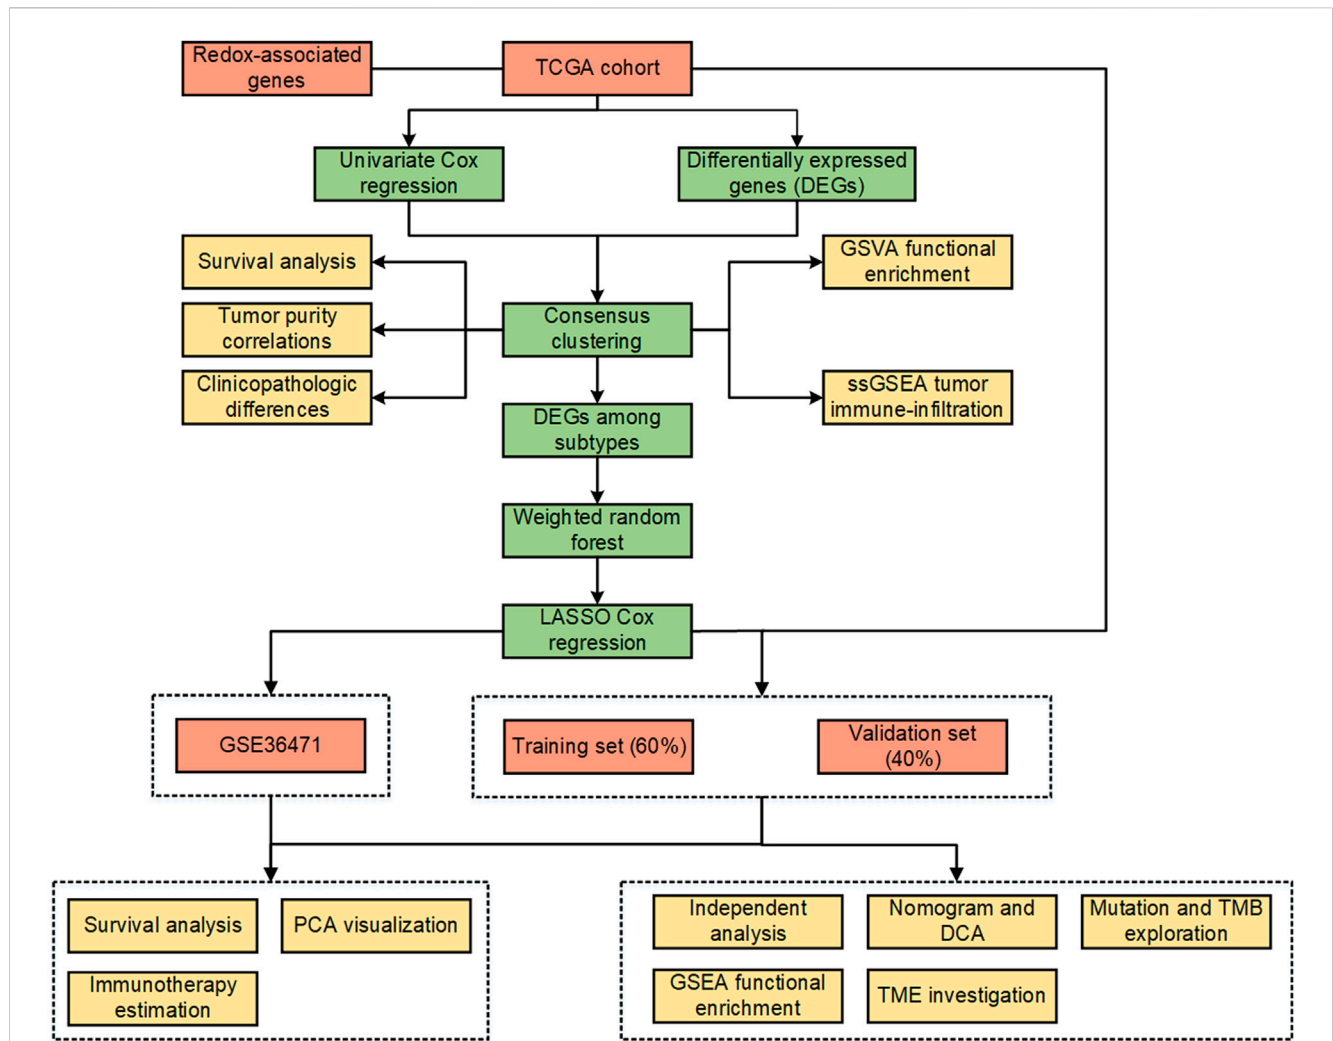 Redox-associated
genes
TCGA cohort
Univariate Cox
regression
Differentially expressed
genes (DEGs)
Survival analysis
GSVA functional
enrichment
Tumor purity
correlations
Consensus
clustering
Clinicopathologic
differences
ssGSEA tumor
immune-infiltration
DEGs among
subtypes
Weighted random
forest
LASSO Cox
regression
GSE36471
Training set (60%)
Validation set
(40%)
Survival analysis
PCA visualization
Immunotherapy
estimation
Independent
analysis
Nomogram and
DCA
Mutation and TMB
exploration
GSEA functional
enrichment
TME investigation